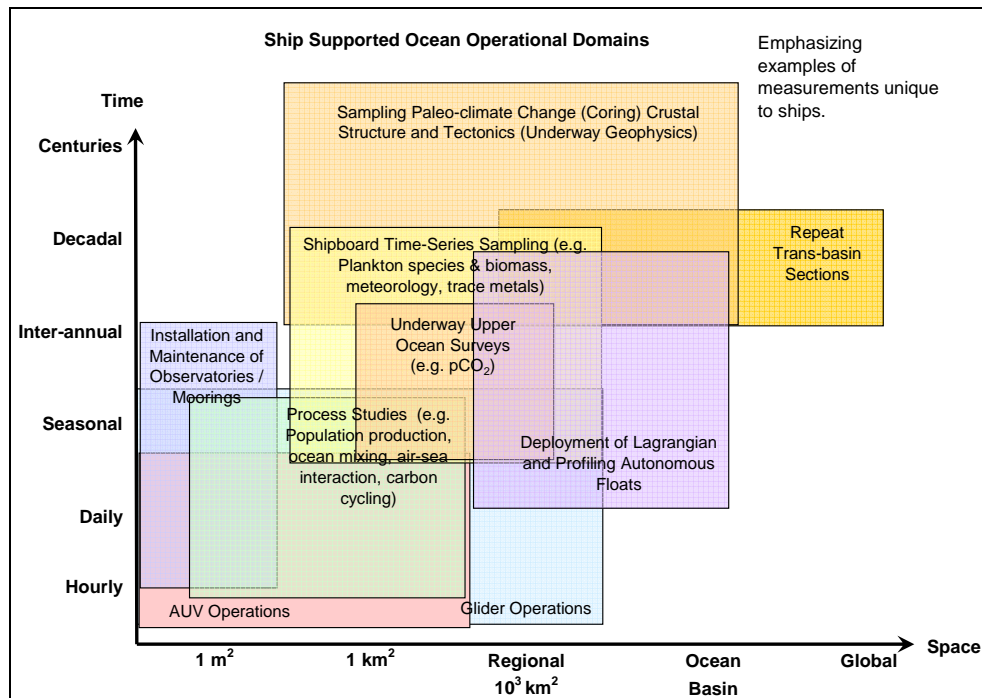 Ship Supported Ocean Operational Domains
Emphasizing
examples of
measurements unique
to ships.
Time
Centuries
Decadal
Inter-annual
Seasonal
Daily
Hourly
Sampling Paleo-climate Change (Coring) Crustal
Structure and Tectonics (Underway Geophysics)
Repeat
Trans-basin
Sections
Shipboard Time-Series Sampling (e.g.
Plankton species & biomass,
meteorology, trace metals)
Underway Upper
Ocean Surveys
(e.g. pCO₂)
Installation and
Maintenance of
Observatories /
Moorings
Process Studies (e.g.
Population production,
ocean mixing, air-sea
interaction, carbon
cycling)
Deployment of Lagrangian
and Profiling Autonomous
Floats
AUV Operations
Glider Operations
1 m²
1 km²
Regional
10³ km²
Ocean
Basin
Global
Space